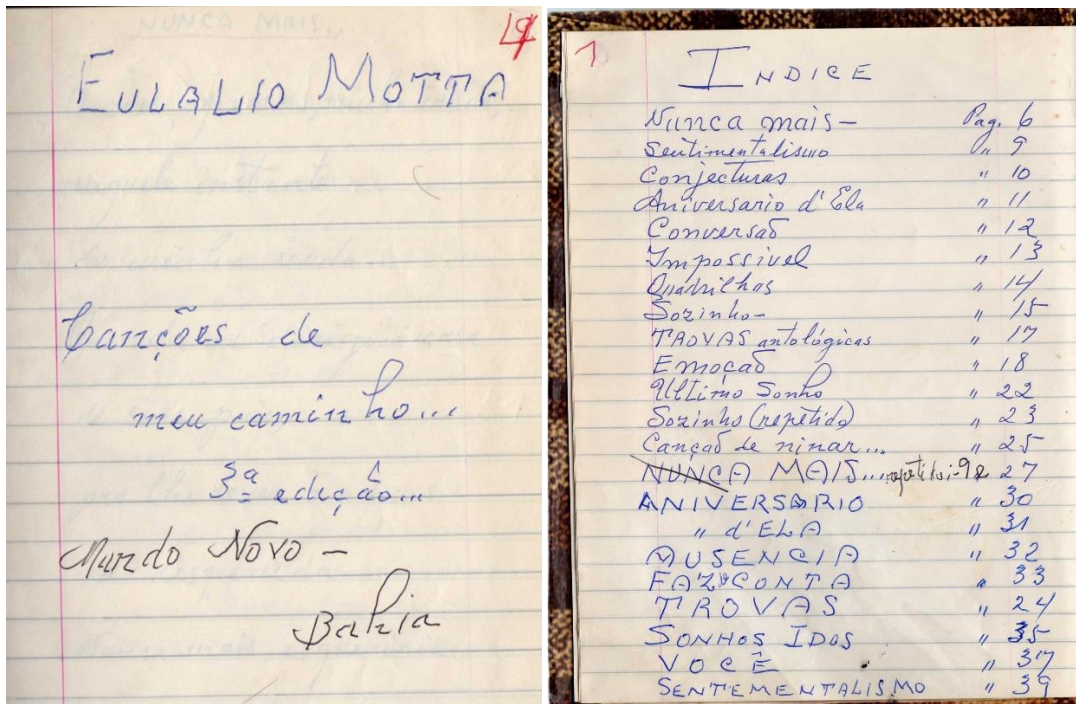 EULALIO MOTTA
Canções de
meu caminho...
3ª edição...
Mundo Novo –
Bahia
1
INDICE
Nunca mais – Pag. 6
Sentimentalismo " 9
Conjecturas " 10
Aniversario d'Ela " 11
Conversaõ " 12
Impossivel " 13
Quadrilhas " 14
Sozinho – " 15
TROVAS antológicas " 17
Emoçaõ " 18
Ultimo Sonho " 22
Sozinho (repetido) " 23
Cançaõ de ninar... " 25
NUNCA MAIS... 27
ANIVERSARIO " 30
" d'ELA " 31
AUSENCIA " 32
FAZ CONTA " 33
TROVAS " 24
SONHOS IDOS " 35
VOCÊ " 37
SENTEMENTALISMO " 39